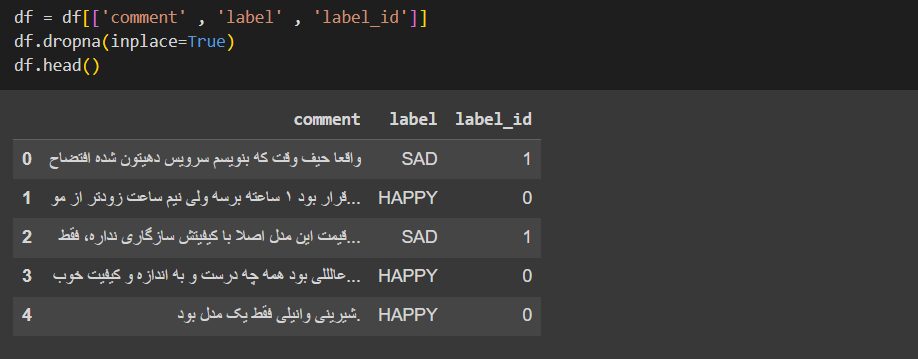 df = df[['comment' , 'label' , 'label_id']]
df.dropna(inplace=True)
df.head()
comment label label_id
0 واقعا حیف وقت که بنویسم سرویس دهیتون شده افتضاح SAD 1
1 قرار بود ۱ ساعته برسه ولی نیم ساعت زودتر از مو... HAPPY 0
2 قیمت این مدل اصلا با کیفیتش سازگاری نداره، فقط... SAD 1
3 عالللی بود همه چه درست و به اندازه و کیفیت خوب... HAPPY 0
4 شیرینی وانیلی فقط یک مدل بود. HAPPY 0